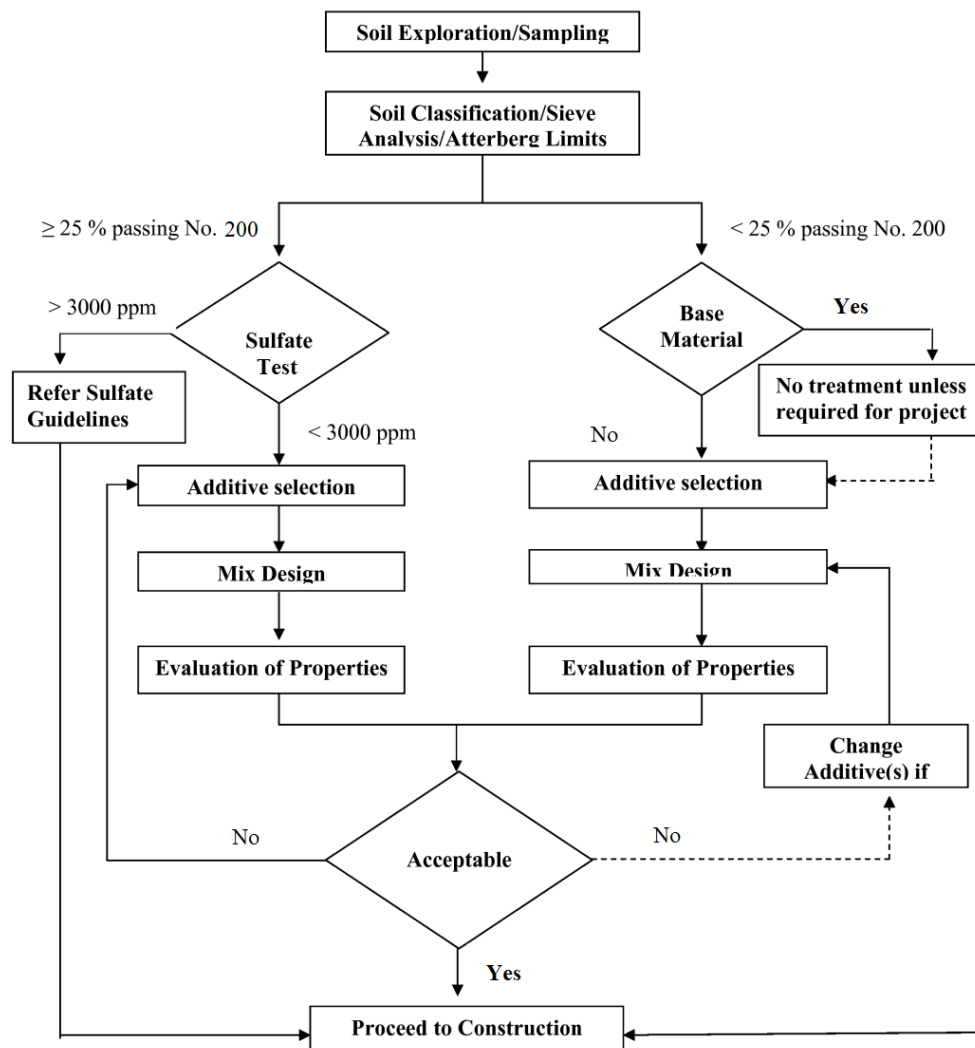 Soil Exploration/Sampling
Soil Classification/Sieve
Analysis/Atterberg Limits
≥ 25 % passing No. 200
< 25 % passing No. 200
> 3000 ppm
Sulfate
Test
Base
Material
Yes
Refer Sulfate
Guidelines
No treatment unless
required for project
< 3000 ppm
No
Additive selection
Additive selection
Mix Design
Mix Design
Evaluation of Properties
Evaluation of Properties
Change
Additive(s) if
No
Acceptable
No
Yes
Proceed to Construction